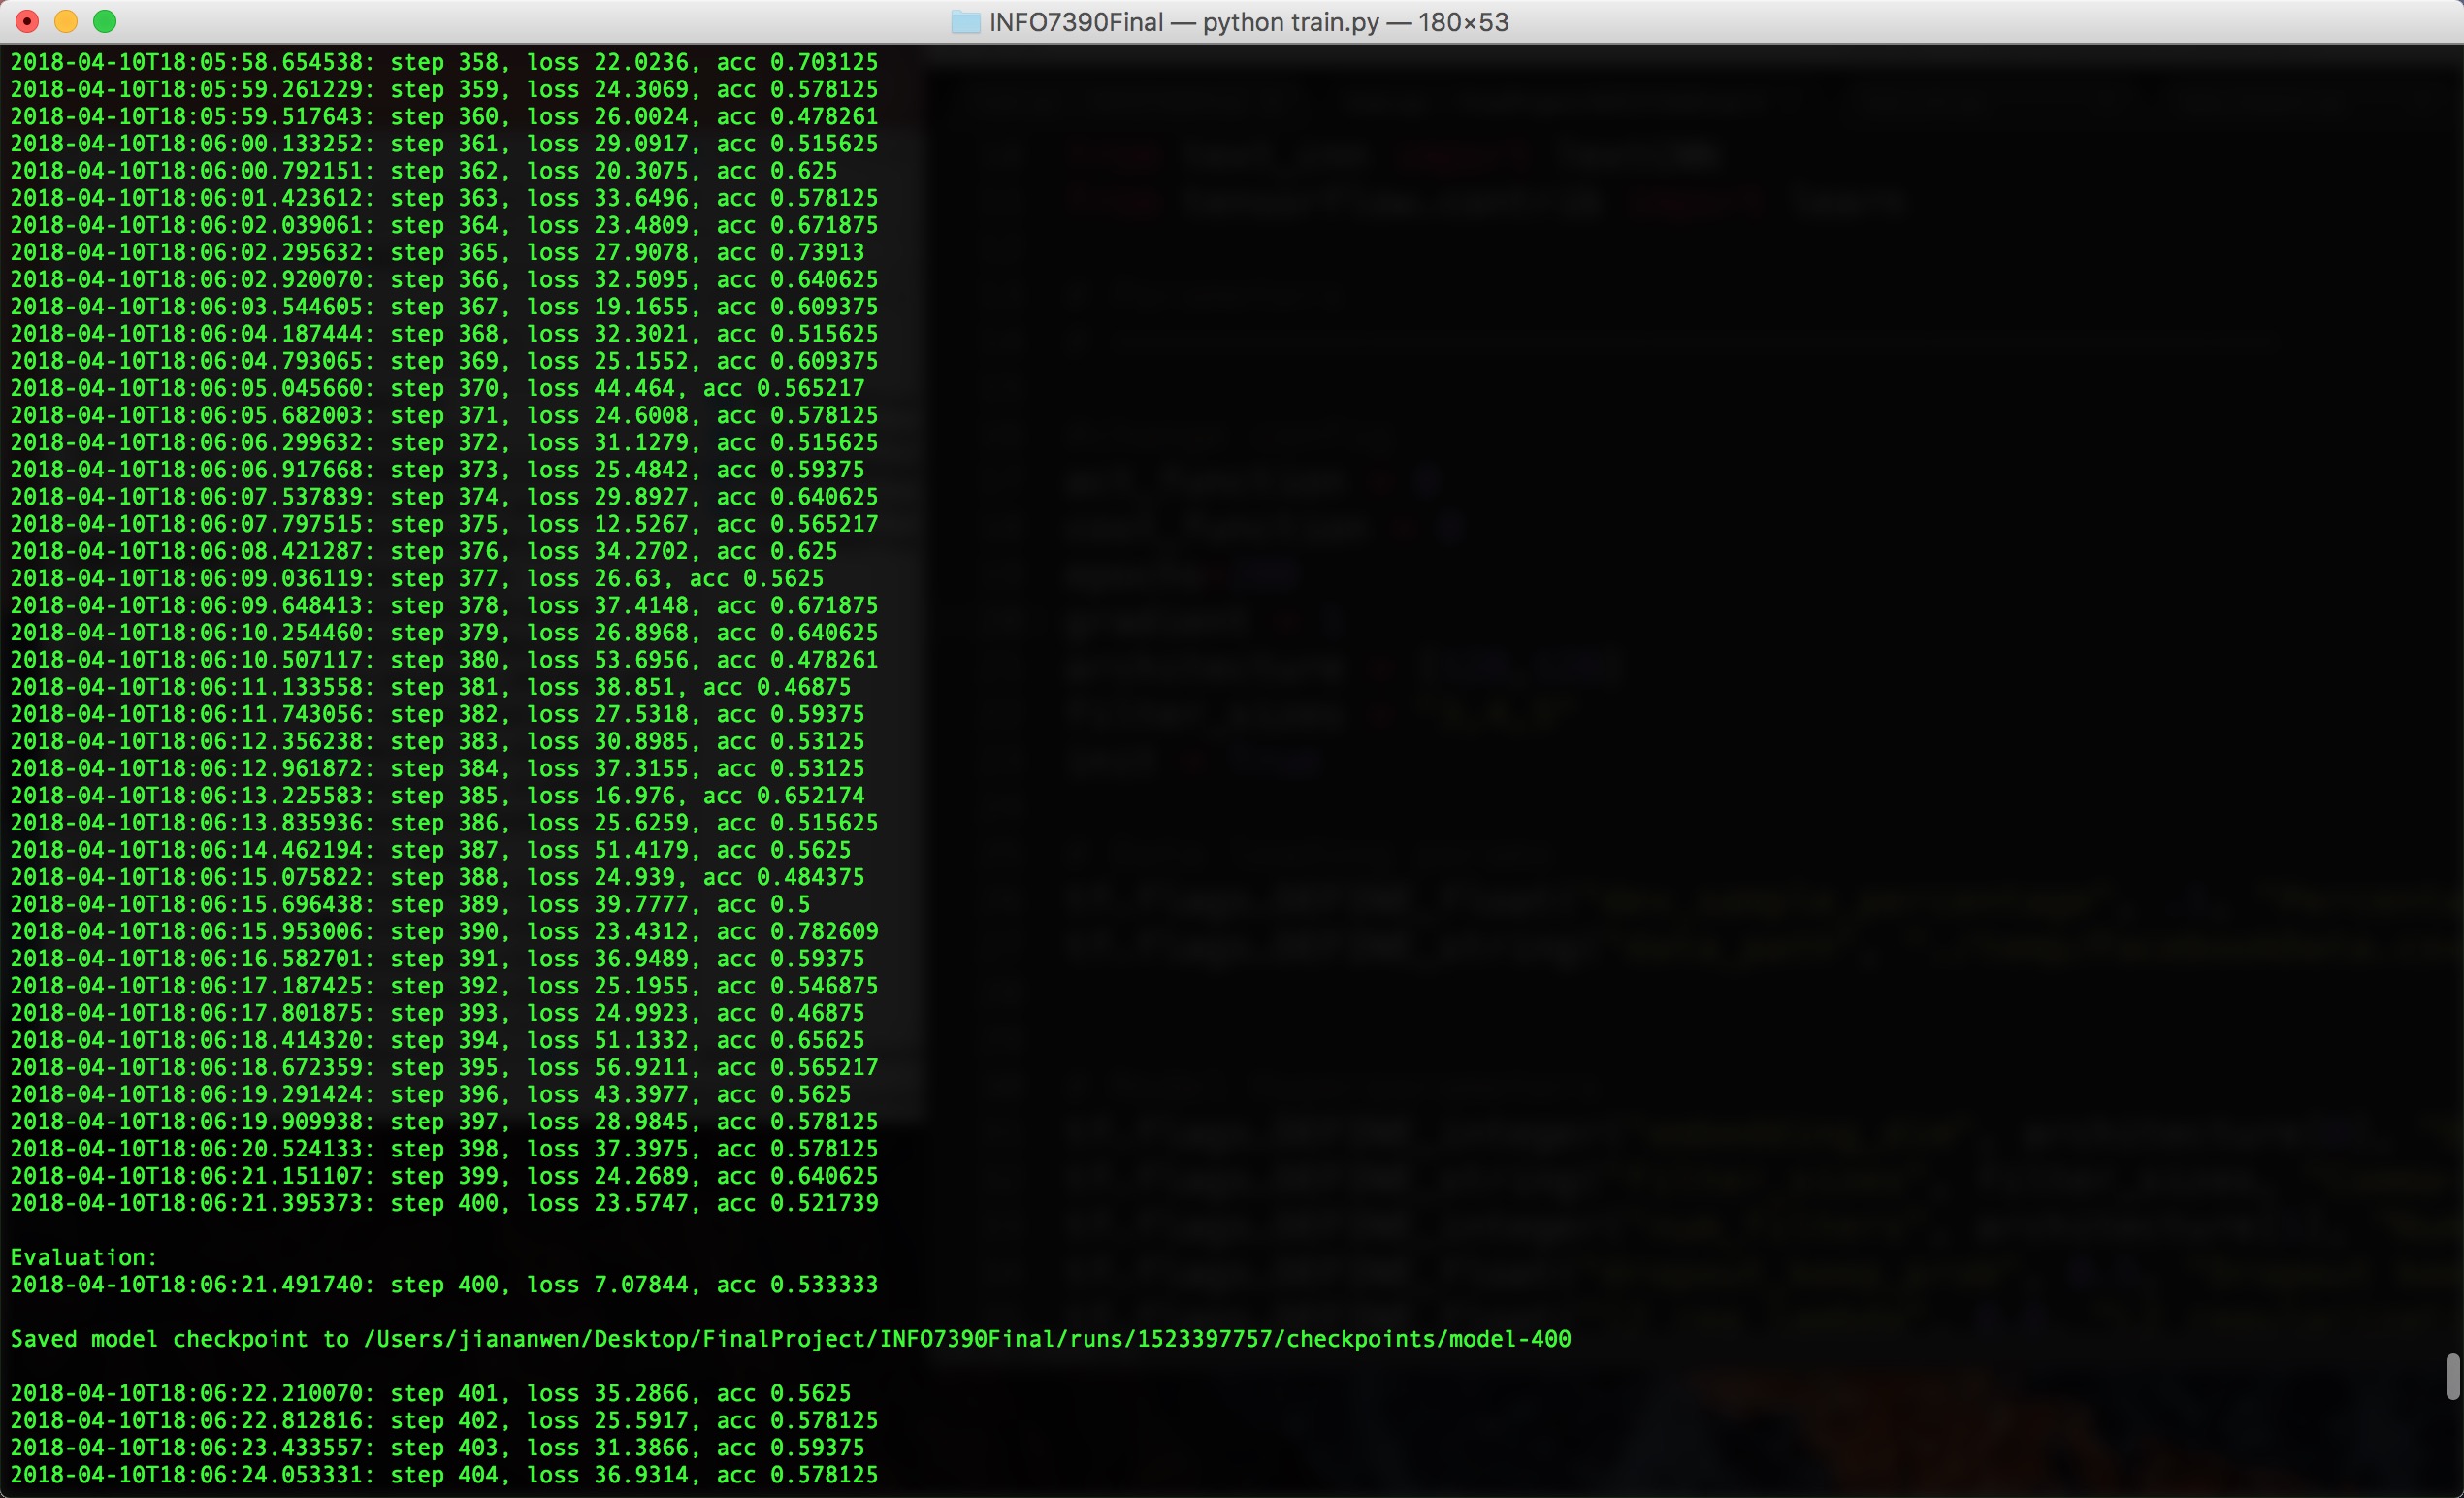 INFO7390Final — python train.py — 180×53
2018-04-10T18:05:58.654538: step 358, loss 22.0236, acc 0.703125
2018-04-10T18:05:59.261229: step 359, loss 24.3069, acc 0.578125
2018-04-10T18:05:59.517643: step 360, loss 26.0024, acc 0.478261
2018-04-10T18:06:00.133252: step 361, loss 29.0917, acc 0.515625
2018-04-10T18:06:00.792151: step 362, loss 20.3075, acc 0.625
2018-04-10T18:06:01.423612: step 363, loss 33.6496, acc 0.578125
2018-04-10T18:06:02.039061: step 364, loss 23.4809, acc 0.671875
2018-04-10T18:06:02.295632: step 365, loss 27.9078, acc 0.73913
2018-04-10T18:06:02.920070: step 366, loss 32.5095, acc 0.640625
2018-04-10T18:06:03.544605: step 367, loss 19.1655, acc 0.609375
2018-04-10T18:06:04.187444: step 368, loss 32.3021, acc 0.515625
2018-04-10T18:06:04.793065: step 369, loss 25.1552, acc 0.609375
2018-04-10T18:06:05.045660: step 370, loss 44.464, acc 0.565217
2018-04-10T18:06:05.682003: step 371, loss 24.6008, acc 0.578125
2018-04-10T18:06:06.299632: step 372, loss 31.1279, acc 0.515625
2018-04-10T18:06:06.917668: step 373, loss 25.4842, acc 0.59375
2018-04-10T18:06:07.537839: step 374, loss 29.8927, acc 0.640625
2018-04-10T18:06:07.797515: step 375, loss 12.5267, acc 0.565217
2018-04-10T18:06:08.421287: step 376, loss 34.2702, acc 0.625
2018-04-10T18:06:09.036119: step 377, loss 26.63, acc 0.5625
2018-04-10T18:06:09.648413: step 378, loss 37.4148, acc 0.671875
2018-04-10T18:06:10.254460: step 379, loss 26.8968, acc 0.640625
2018-04-10T18:06:10.507117: step 380, loss 53.6956, acc 0.478261
2018-04-10T18:06:11.133558: step 381, loss 38.851, acc 0.46875
2018-04-10T18:06:11.743056: step 382, loss 27.5318, acc 0.59375
2018-04-10T18:06:12.356238: step 383, loss 30.8985, acc 0.53125
2018-04-10T18:06:12.961872: step 384, loss 37.3155, acc 0.53125
2018-04-10T18:06:13.225583: step 385, loss 16.976, acc 0.652174
2018-04-10T18:06:13.835936: step 386, loss 25.6259, acc 0.515625
2018-04-10T18:06:14.462194: step 387, loss 51.4179, acc 0.5625
2018-04-10T18:06:15.075822: step 388, loss 24.939, acc 0.484375
2018-04-10T18:06:15.696438: step 389, loss 39.7777, acc 0.5
2018-04-10T18:06:15.953006: step 390, loss 23.4312, acc 0.782609
2018-04-10T18:06:16.582701: step 391, loss 36.9489, acc 0.59375
2018-04-10T18:06:17.187425: step 392, loss 25.1955, acc 0.546875
2018-04-10T18:06:17.801875: step 393, loss 24.9923, acc 0.46875
2018-04-10T18:06:18.414320: step 394, loss 51.1332, acc 0.65625
2018-04-10T18:06:18.672359: step 395, loss 56.9211, acc 0.565217
2018-04-10T18:06:19.291424: step 396, loss 43.3977, acc 0.5625
2018-04-10T18:06:19.909938: step 397, loss 28.9845, acc 0.578125
2018-04-10T18:06:20.524133: step 398, loss 37.3975, acc 0.578125
2018-04-10T18:06:21.151107: step 399, loss 24.2689, acc 0.640625
2018-04-10T18:06:21.395373: step 400, loss 23.5747, acc 0.521739
Evaluation:
2018-04-10T18:06:21.491740: step 400, loss 7.07844, acc 0.533333
Saved model checkpoint to /Users/jiananwen/Desktop/FinalProject/INFO7390Final/runs/1523397757/checkpoints/model-400
2018-04-10T18:06:22.210070: step 401, loss 35.2866, acc 0.5625
2018-04-10T18:06:22.812816: step 402, loss 25.5917, acc 0.578125
2018-04-10T18:06:23.433557: step 403, loss 31.3866, acc 0.59375
2018-04-10T18:06:24.053331: step 404, loss 36.9314, acc 0.578125